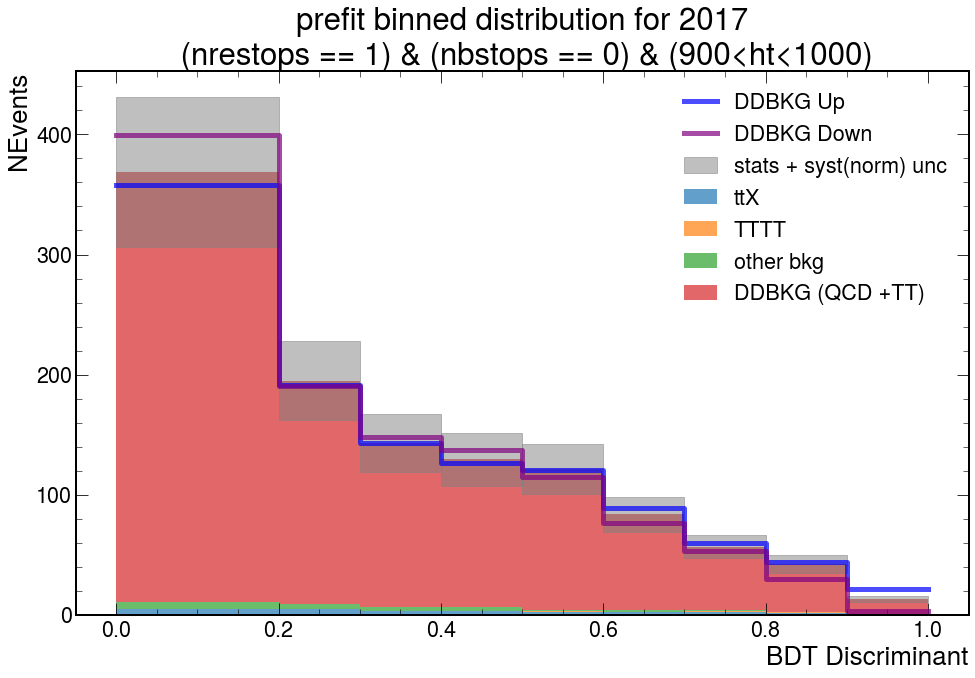 prefit binned distribution for 2017
(nrestops == 1) & (nbstops == 0) & (900<ht<1000)
NEvents
400
300
200
100
0
DDBKG Up
DDBKG Down
stats + syst(norm) unc
ttX
TTTT
other bkg
DDBKG (QCD +TT)
0.0 0.2 0.4 0.6 0.8 1.0
BDT Discriminant